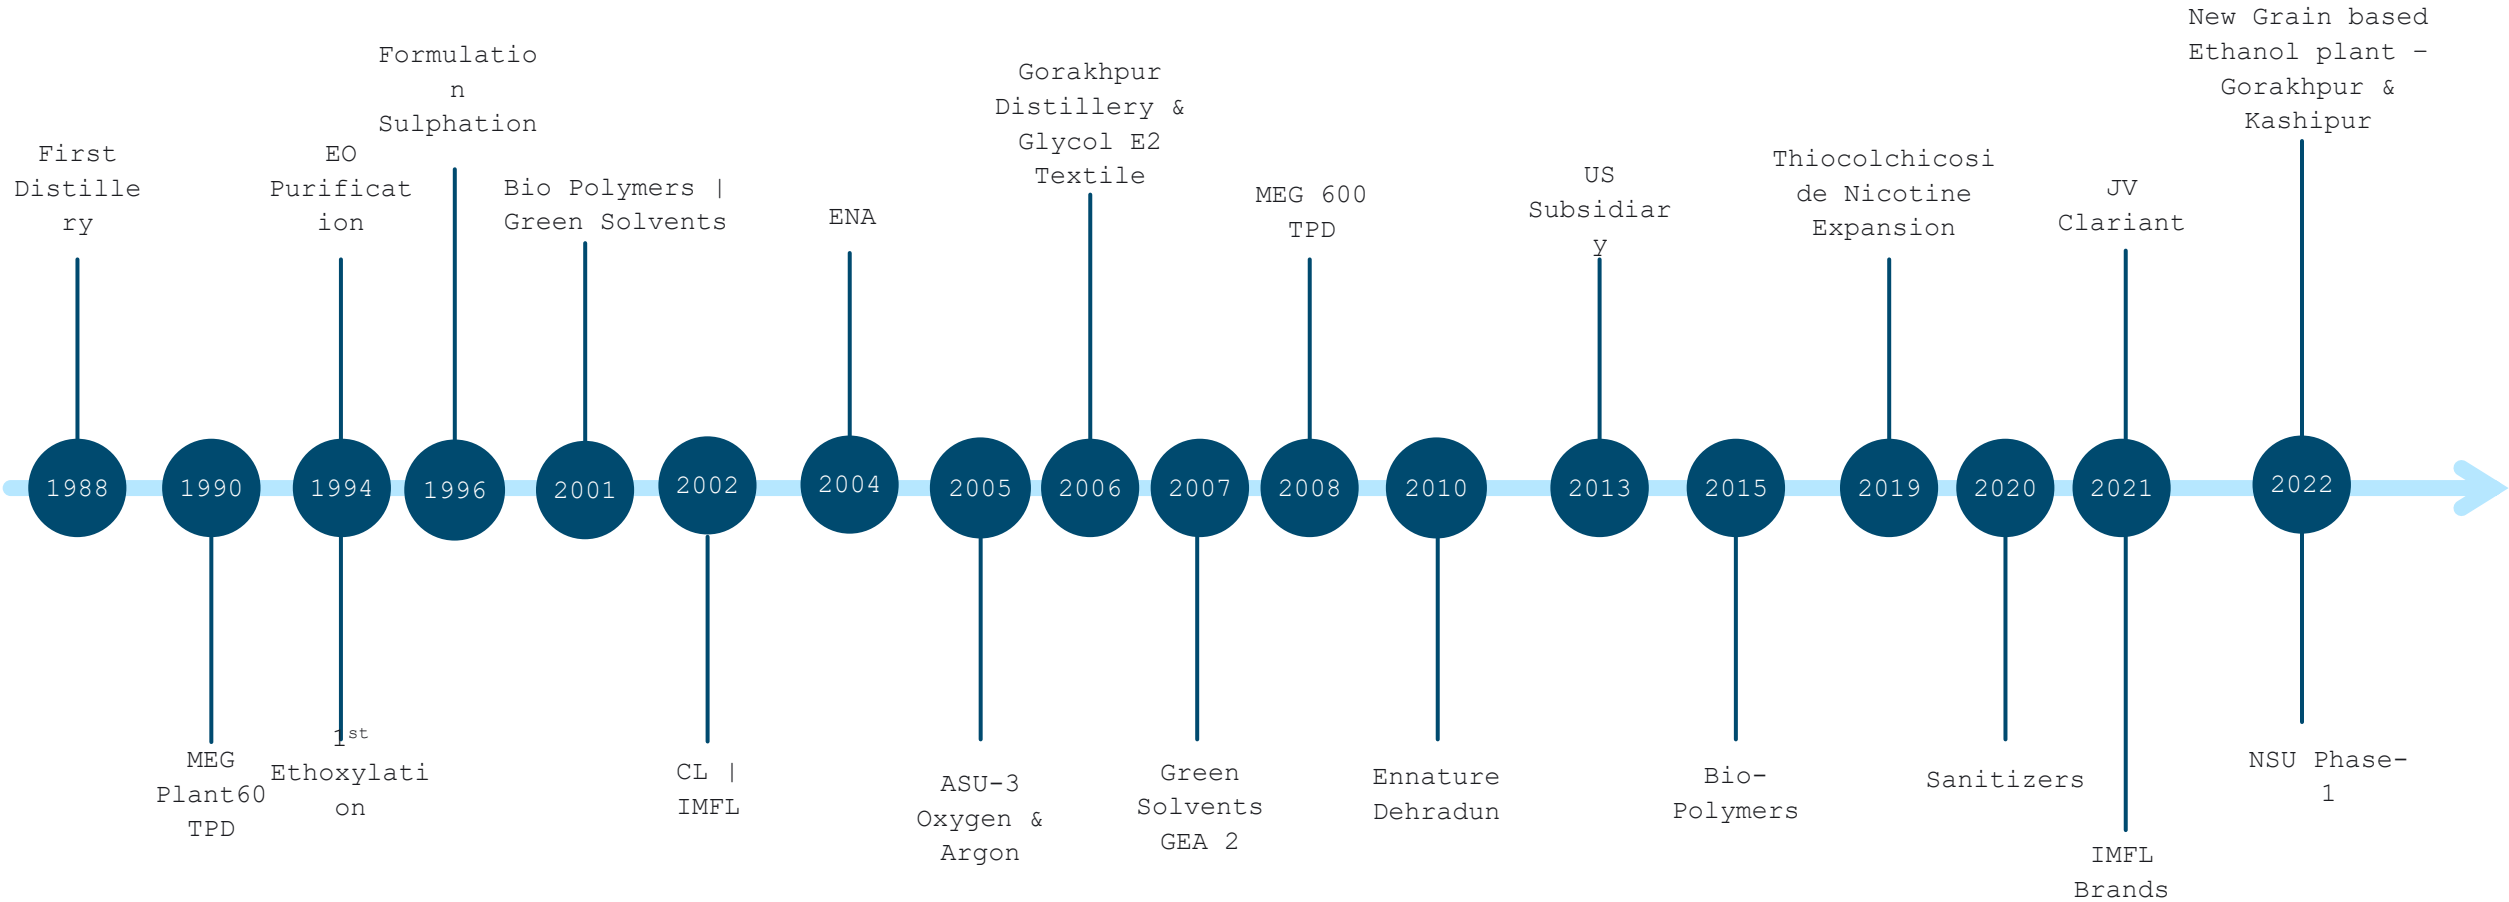 First
Distille
ry
1988
1990
MEG
Plant60
TPD
EO
Purificat
ion
1994
1st
Ethoxylati
on
Formulatio
n
Sulphation
1996
Bio Polymers |
Green Solvents
2001
2002
CL |
IMFL
ENA
2004
2005
ASU-3
Oxygen &
Argon
Gorakhpur
Distillery &
Glycol E2
Textile
2006
2007
Green
Solvents
GEA 2
MEG 600
TPD
2008
2010
Ennature
Dehradun
US
Subsidiar
y
2013
2015
Bio-
Polymers
Thiocolchicosi
de Nicotine
Expansion
2019
2020
Sanitizers
JV
Clariant
2021
IMFL
Brands
New Grain based
Ethanol plant –
Gorakhpur &
Kashipur
2022
NSU Phase-
1